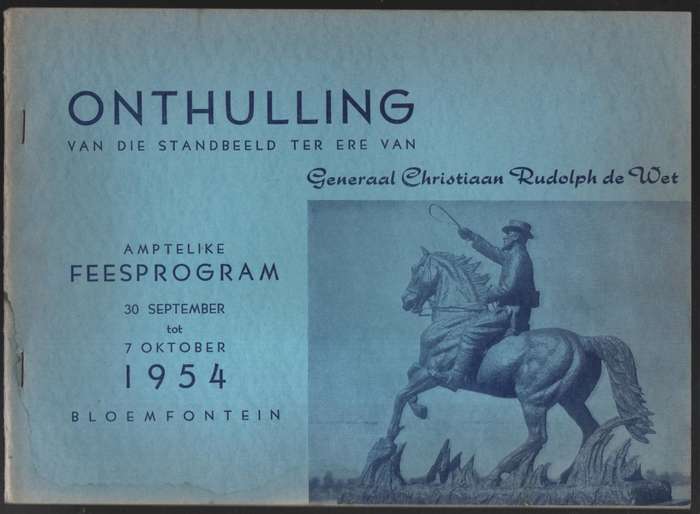 ONTHULLING
VAN DIE STANDBEELD TER ERE VAN
Generaal Christiaan Rudolph de Wet
AMPTELIKE
FEESPROGRAM
30 SEPTEMBER
tot
7 OKTOBER
1954
BLOEMFONTEIN